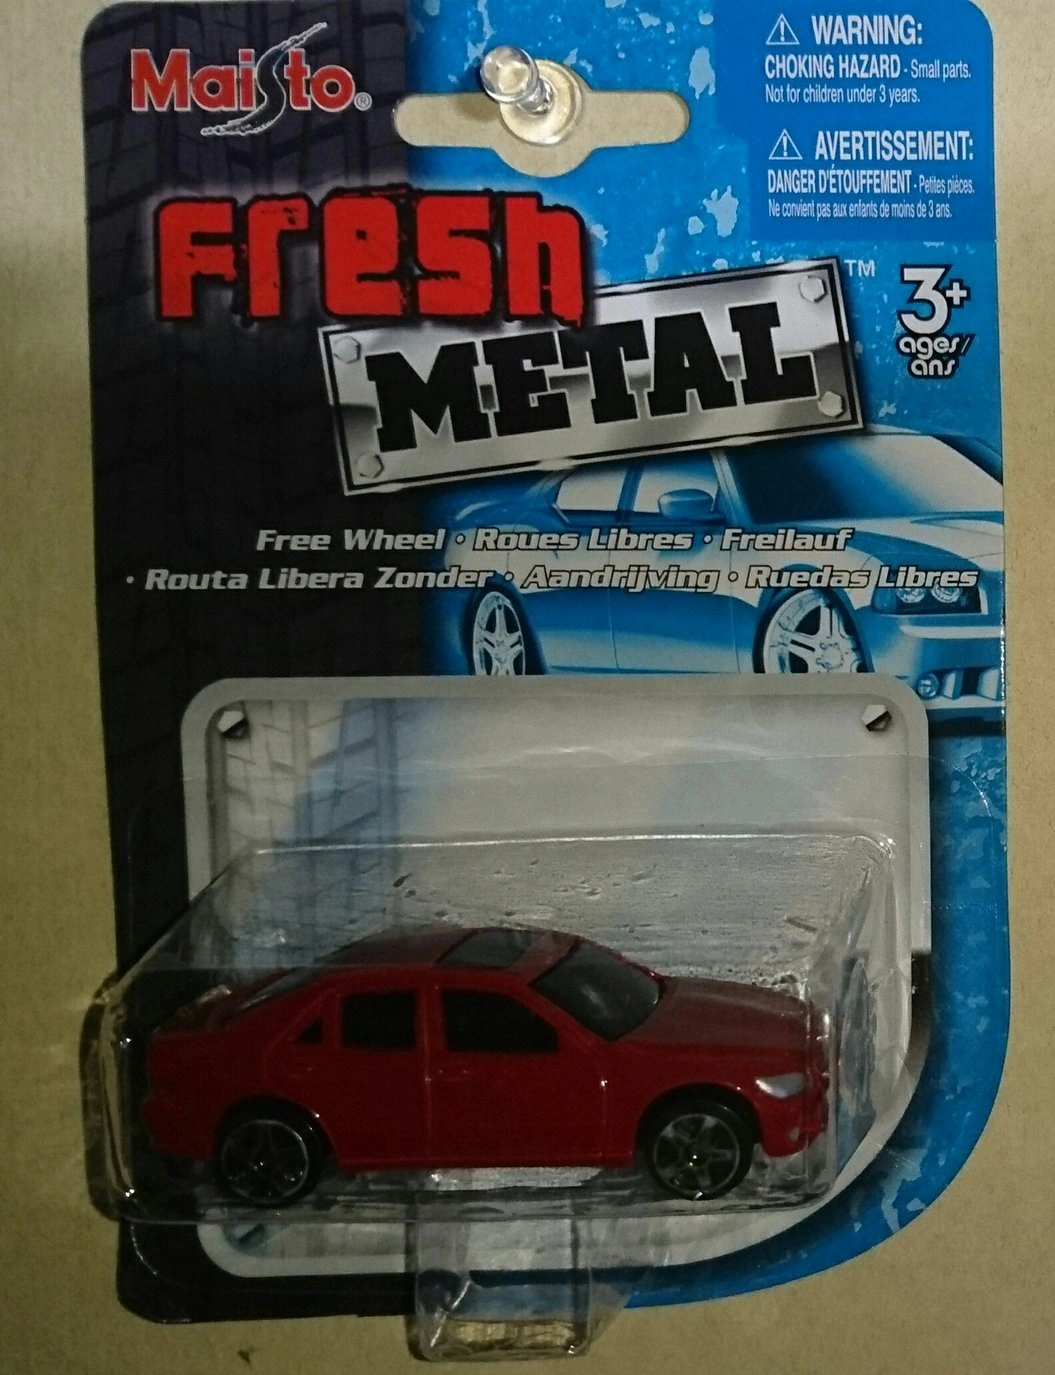 Maisto®
WARNING:
CHOKING HAZARD - Small parts.
Not for children under 3 years.
AVERTISSEMENT:
DANGER D'ÉTOUFFEMENT - Petites pièces.
Ne convient pas aux enfants de moins de 3 ans.
Fresh
METAL™
3+
ages/
ans
Free Wheel • Roues Libres • Freilauf
• Routa Libera Zonder • Aandrijving • Ruedas Libres